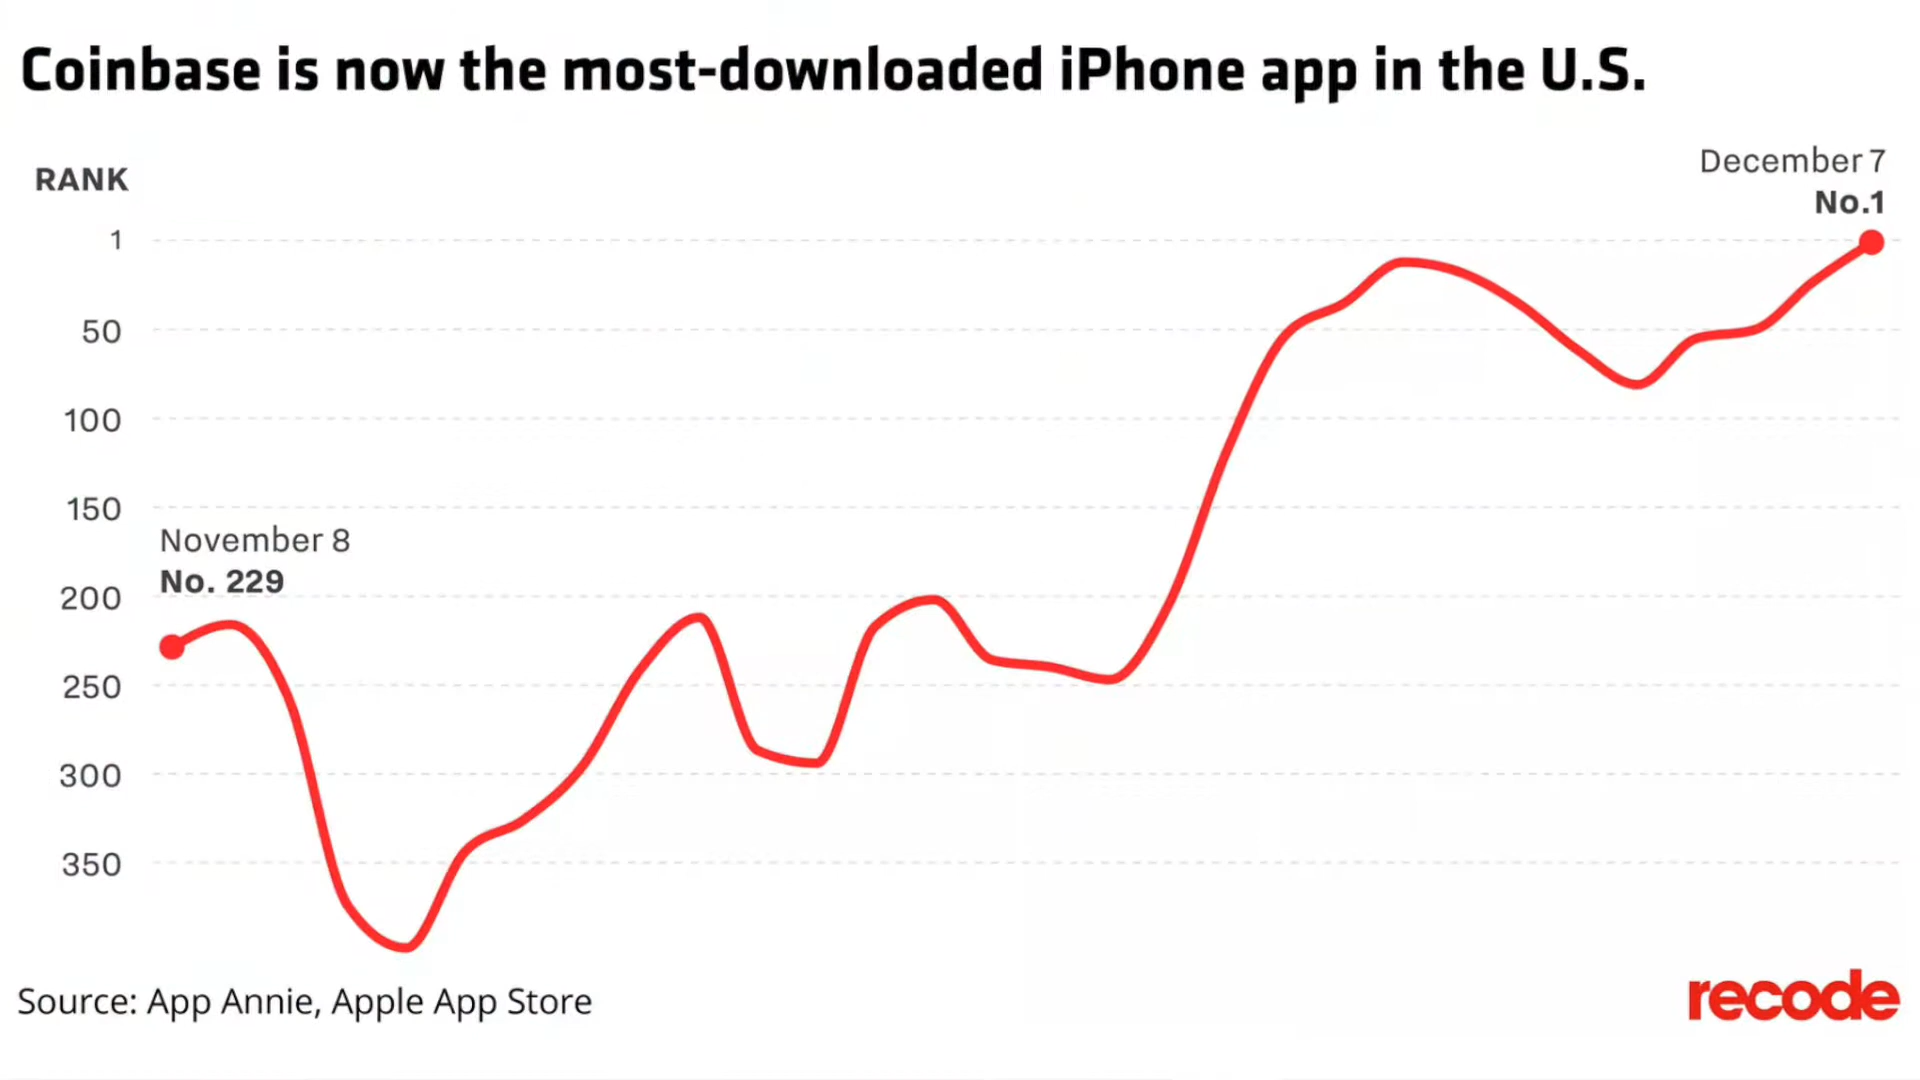 Coinbase is now the most-downloaded iPhone app in the U.S.
RANK
December 7
No.1
1
50
100
150
November 8
No. 229
200
250
300
350
Source: App Annie, Apple App Store
recode